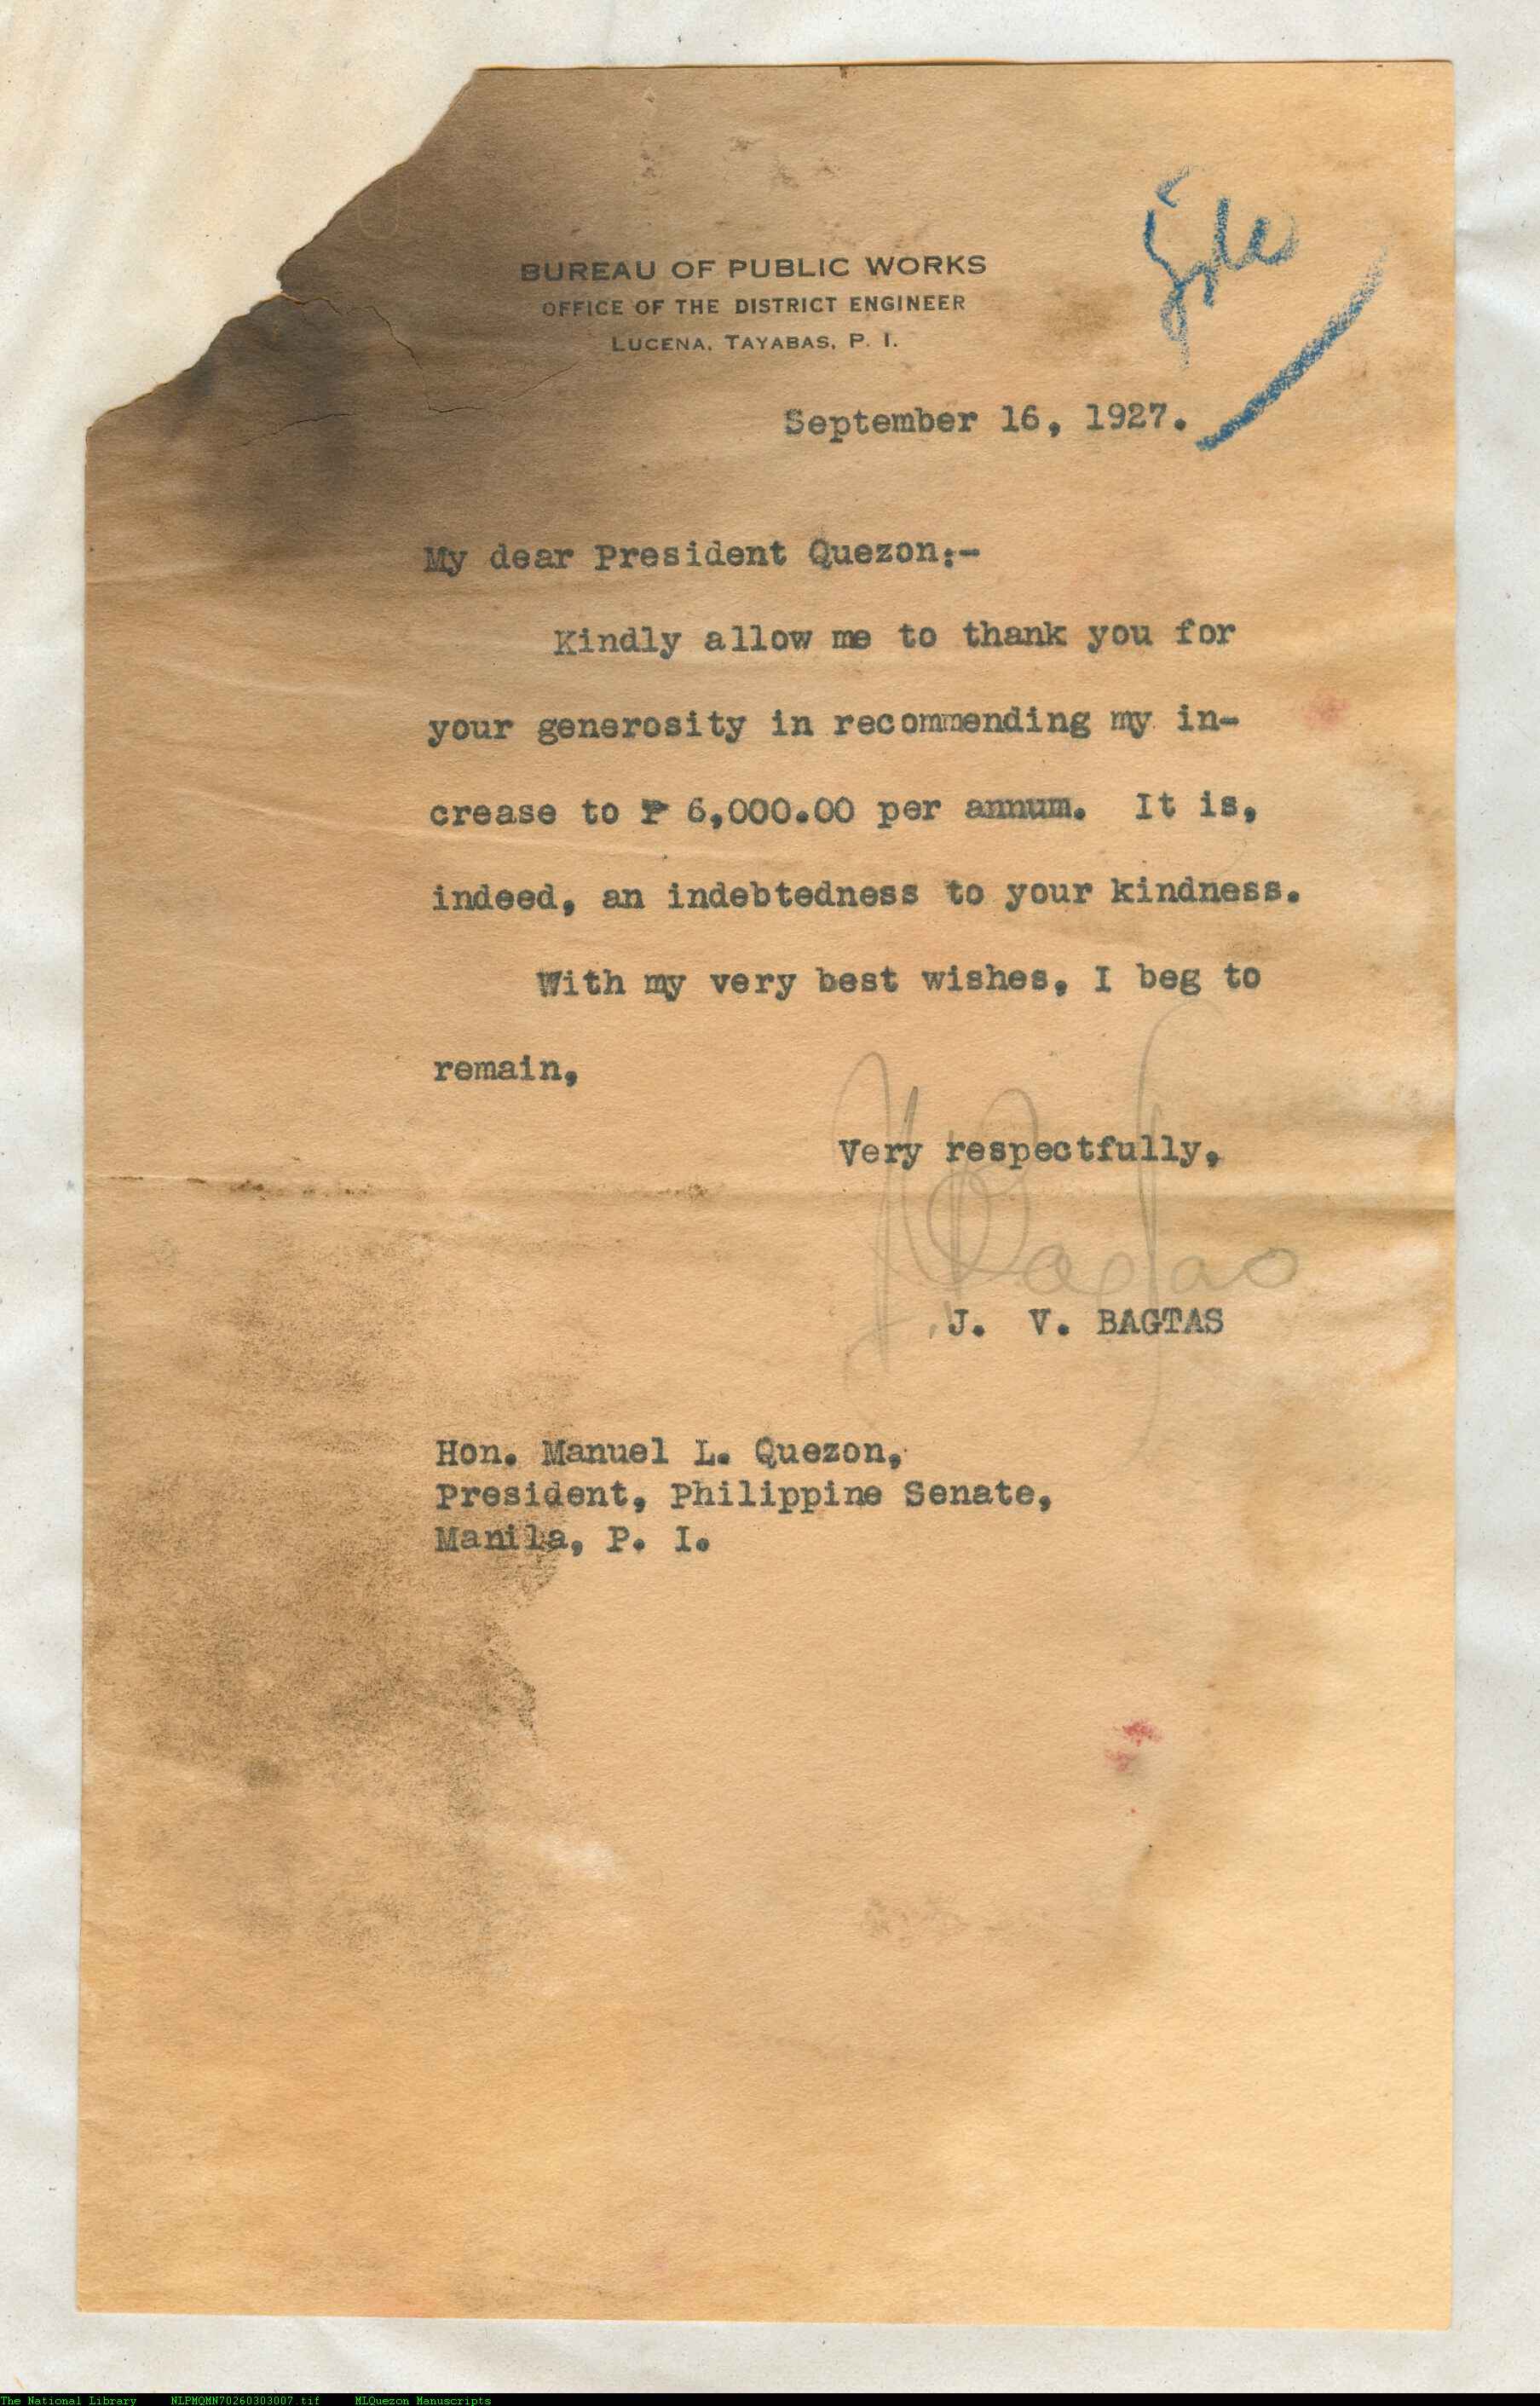 BUREAU OF PUBLIC WORKS
OFFICE OF THE DISTRICT ENGINEER
LUCENA, TAYABAS, P. I.
file
September 16, 1927.
My dear President Quezon:-
Kindly allow me to thank you for
your generosity in recommending my in-
crease to ₱ 6,000.00 per annum. It is,
indeed, an indebtedness to your kindness.
With my very best wishes, I beg to
remain,
Very respectfully,
J. V. BAGTAS
Hon. Manuel L. Quezon,
President, Philippine Senate,
Manila, P. I.
The National Library NLPMQMN70260303007.tif MLQuezon Manuscripts